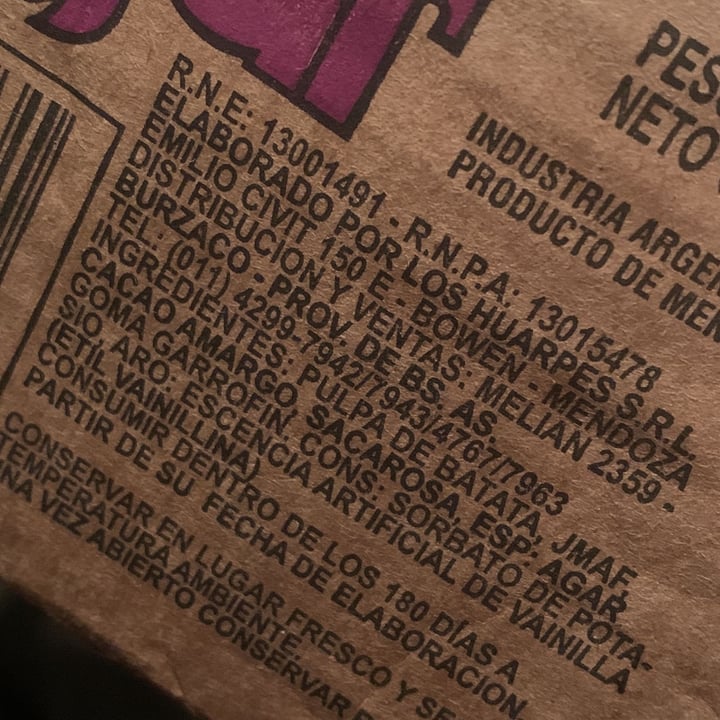 PES
NETO
INDUSTRIA ARGEN
PRODUCTO DE MEN
R.N.E: 13001491 - R.N.P.A: 13015478
ELABORADO POR LOS HUARPES S.R.L.
EMILIO CIVIT 150 E - BOWEN - MENDOZA
DISTRIBUCION Y VENTAS: MELIAN 2359 -
BURZACO - PROV. DE BS. AS.
TEL: (011) 4299-7942/7943/4767/7963
INGREDIENTES: PULPA DE BATATA, JMAF,
CACAO AMARGO, SACAROSA, ESP: AGAR,
GOMA GARROFIN, CONS: SORBATO DE POTA-
SIO, ARO: ESCENCIA ARTIFICIAL DE VAINILLA
(ETIL VAINILLINA)
CONSUMIR DENTRO DE LOS 180 DÍAS A
PARTIR DE SU FECHA DE ELABORACION
CONSERVAR EN LUGAR FRESCO Y SE
TEMPERATURA AMBIENTE.
UNA VEZ ABIERTO CONSERVAR